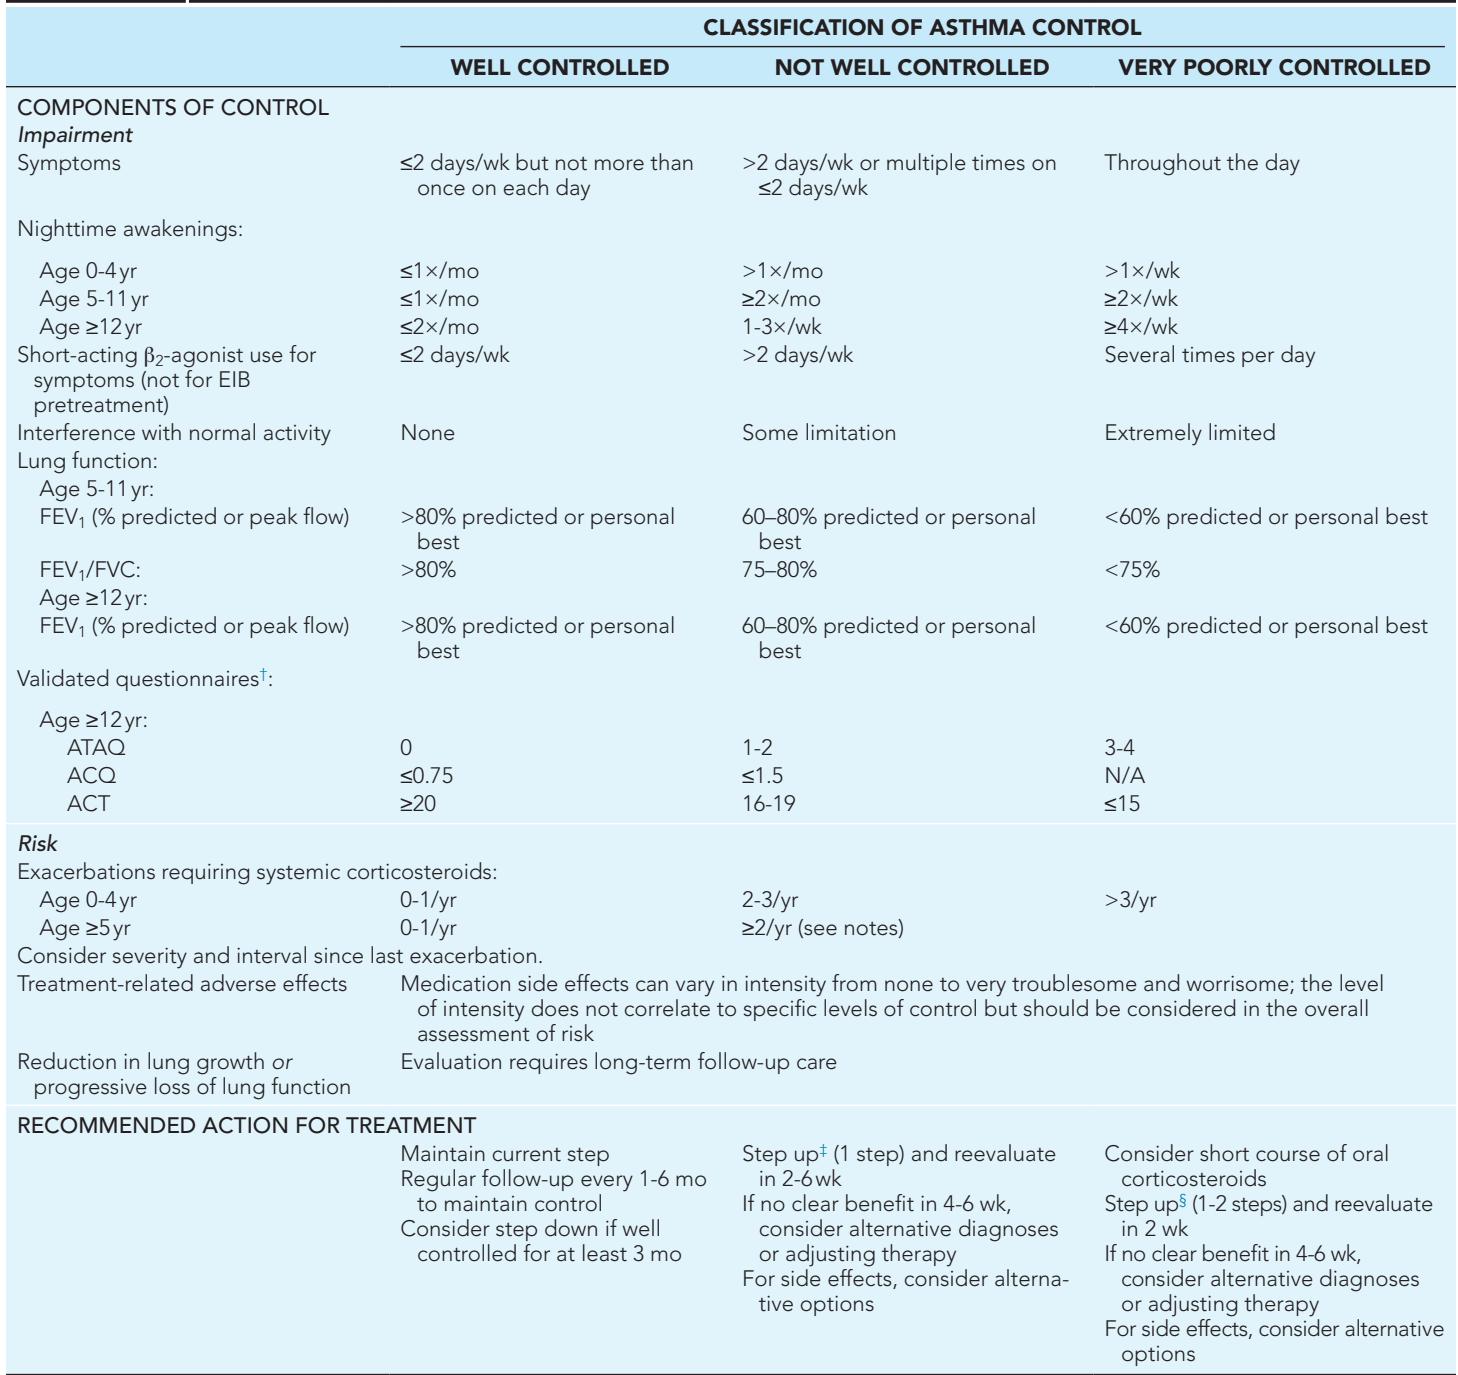 CLASSIFICATION OF ASTHMA CONTROL
WELL CONTROLLED NOT WELL CONTROLLED VERY POORLY CONTROLLED
COMPONENTS OF CONTROL
Impairment
Symptoms ≤2 days/wk but not more than >2 days/wk or multiple times on Throughout the day
once on each day ≤2 days/wk
Nighttime awakenings:
Age 0-4 yr ≤1×/mo >1×/mo >1×/wk
Age 5-11 yr ≤1×/mo ≥2×/mo ≥2×/wk
Age ≥12 yr ≤2×/mo 1-3×/wk ≥4×/wk
Short-acting β2-agonist use for ≤2 days/wk >2 days/wk Several times per day
symptoms (not for EIB
pretreatment)
Interference with normal activity None Some limitation Extremely limited
Lung function:
Age 5-11 yr:
FEV1 (% predicted or peak flow) >80% predicted or personal 60–80% predicted or personal <60% predicted or personal best
best best
FEV1/FVC: >80% 75–80% <75%
Age ≥12 yr:
FEV1 (% predicted or peak flow) >80% predicted or personal 60–80% predicted or personal <60% predicted or personal best
best best
Validated questionnaires†:
Age ≥12 yr:
ATAQ 0 1-2 3-4
ACQ ≤0.75 ≤1.5 N/A
ACT ≥20 16-19 ≤15
Risk
Exacerbations requiring systemic corticosteroids:
Age 0-4 yr 0-1/yr 2-3/yr >3/yr
Age ≥5 yr 0-1/yr ≥2/yr (see notes)
Consider severity and interval since last exacerbation.
Treatment-related adverse effects Medication side effects can vary in intensity from none to very troublesome and worrisome; the level
of intensity does not correlate to specific levels of control but should be considered in the overall
assessment of risk
Reduction in lung growth or Evaluation requires long-term follow-up care
progressive loss of lung function
RECOMMENDED ACTION FOR TREATMENT
Maintain current step Step up‡ (1 step) and reevaluate Consider short course of oral
Regular follow-up every 1-6 mo in 2-6 wk corticosteroids
to maintain control If no clear benefit in 4-6 wk, Step up§ (1-2 steps) and reevaluate
Consider step down if well consider alternative diagnoses in 2 wk
controlled for at least 3 mo or adjusting therapy If no clear benefit in 4-6 wk,
For side effects, consider alterna- consider alternative diagnoses
tive options or adjusting therapy
For side effects, consider alternative
options